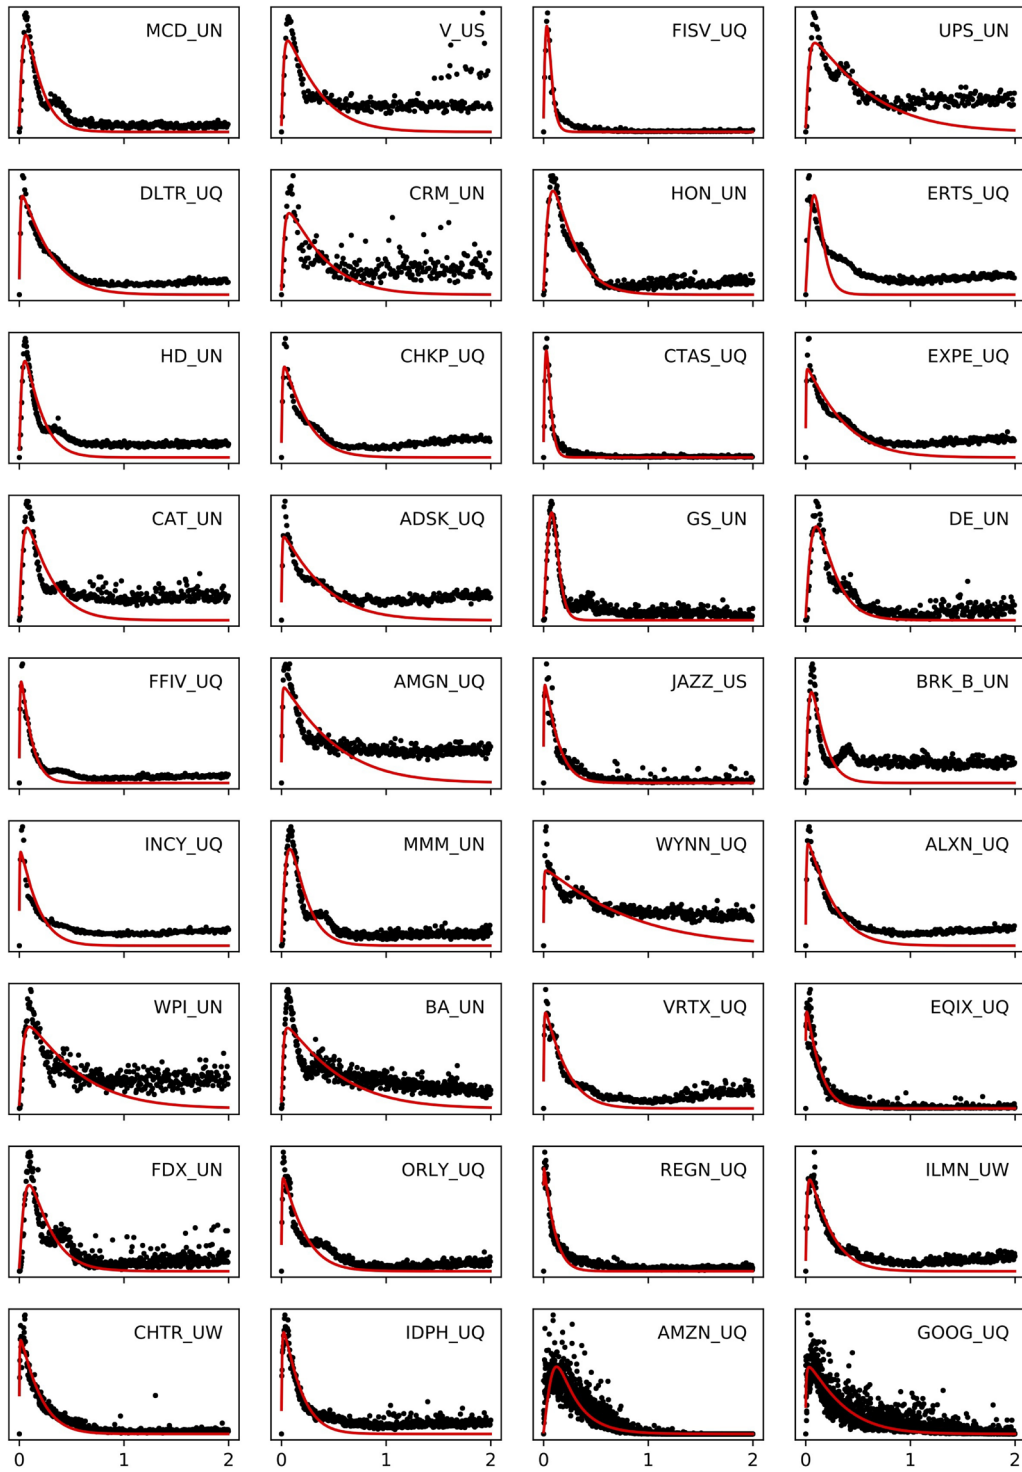 MCD_UN V_US FISV_UQ UPS_UN
DLTR_UQ CRM_UN HON_UN ERTS_UQ
HD_UN CHKP_UQ CTAS_UQ EXPE_UQ
CAT_UN ADSK_UQ GS_UN DE_UN
FFIV_UQ AMGN_UQ JAZZ_US BRK_B_UN
INCY_UQ MMM_UN WYNN_UQ ALXN_UQ
WPI_UN BA_UN VRTX_UQ EQIX_UQ
FDX_UN ORLY_UQ REGN_UQ ILMN_UW
CHTR_UW IDPH_UQ AMZN_UQ GOOG_UQ
0 1 2 0 1 2 0 1 2 0 1 2